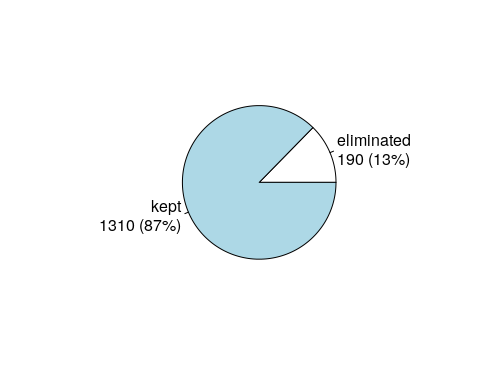 eliminated
190 (13%)
kept
1310 (87%)